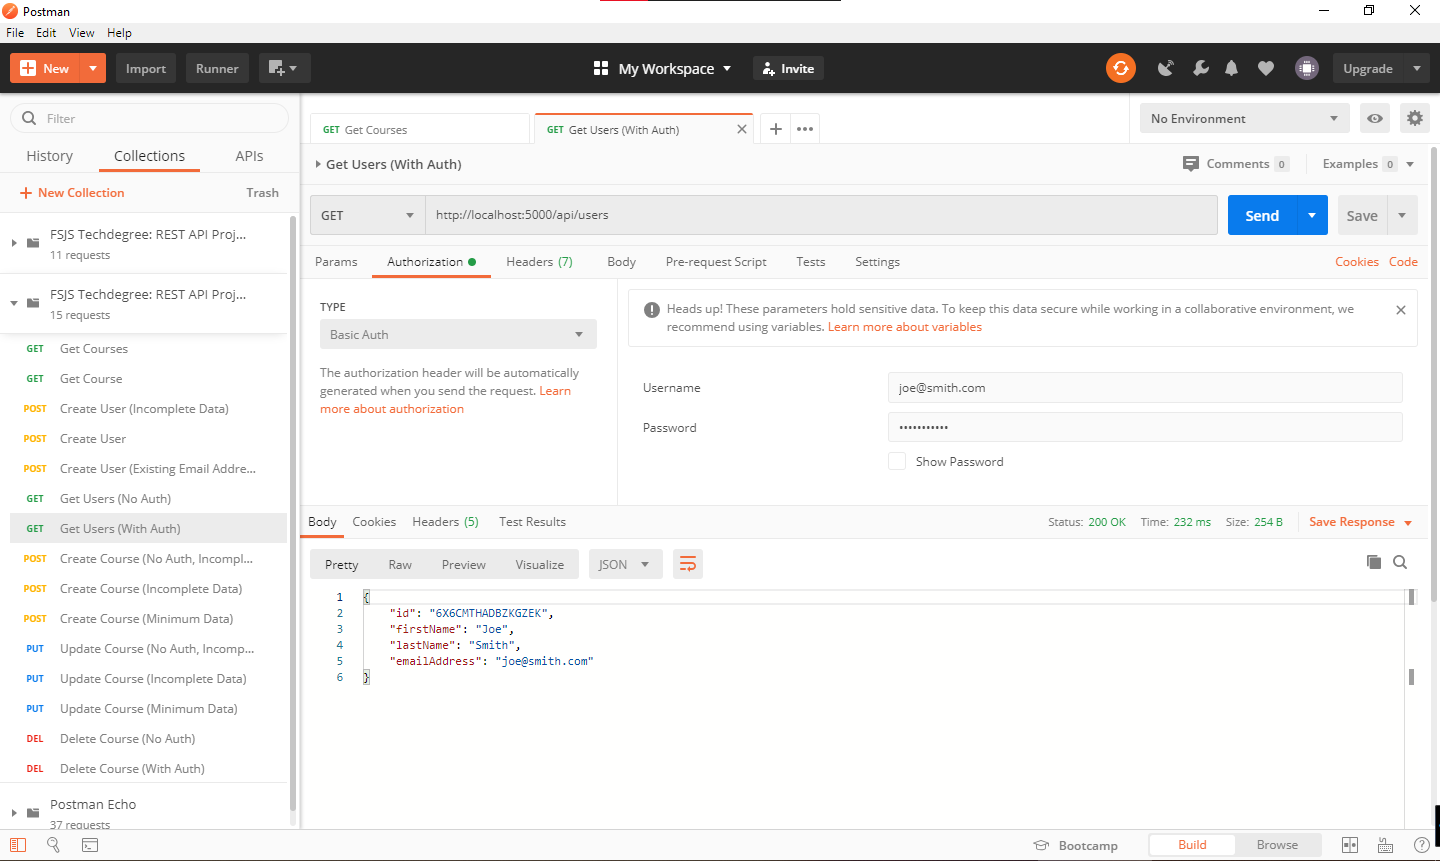 Postman
File Edit View Help
New Import Runner My Workspace Invite Upgrade
Filter
History Collections APIs
New Collection Trash
FSJS Techdegree: REST API Proj...
11 requests
FSJS Techdegree: REST API Proj...
15 requests
GET Get Courses
GET Get Course
POST Create User (Incomplete Data)
POST Create User
POST Create User (Existing Email Addre...
GET Get Users (No Auth)
GET Get Users (With Auth)
POST Create Course (No Auth, Incompl...
POST Create Course (Incomplete Data)
POST Create Course (Minimum Data)
PUT Update Course (No Auth, Incomp...
PUT Update Course (Incomplete Data)
PUT Update Course (Minimum Data)
DEL Delete Course (No Auth)
DEL Delete Course (With Auth)
Postman Echo
37 requests
GET Get Courses GET Get Users (With Auth) No Environment
Get Users (With Auth) Comments 0 Examples 0
GET http://localhost:5000/api/users Send Save
Params Authorization Headers (7) Body Pre-request Script Tests Settings Cookies Code
TYPE
Basic Auth
The authorization header will be automatically
generated when you send the request. Learn
more about authorization
Heads up! These parameters hold sensitive data. To keep this data secure while working in a collaborative environment, we
recommend using variables. Learn more about variables
Username joe@smith.com
Password •••••••••••
Show Password
Body Cookies Headers (5) Test Results Status: 200 OK Time: 232 ms Size: 254 B Save Response
Pretty Raw Preview Visualize JSON
1 {
2 "id": "6X6CMTHADBZKGZEK",
3 "firstName": "Joe",
4 "lastName": "Smith",
5 "emailAddress": "joe@smith.com"
6 }
Bootcamp Build Browse ?